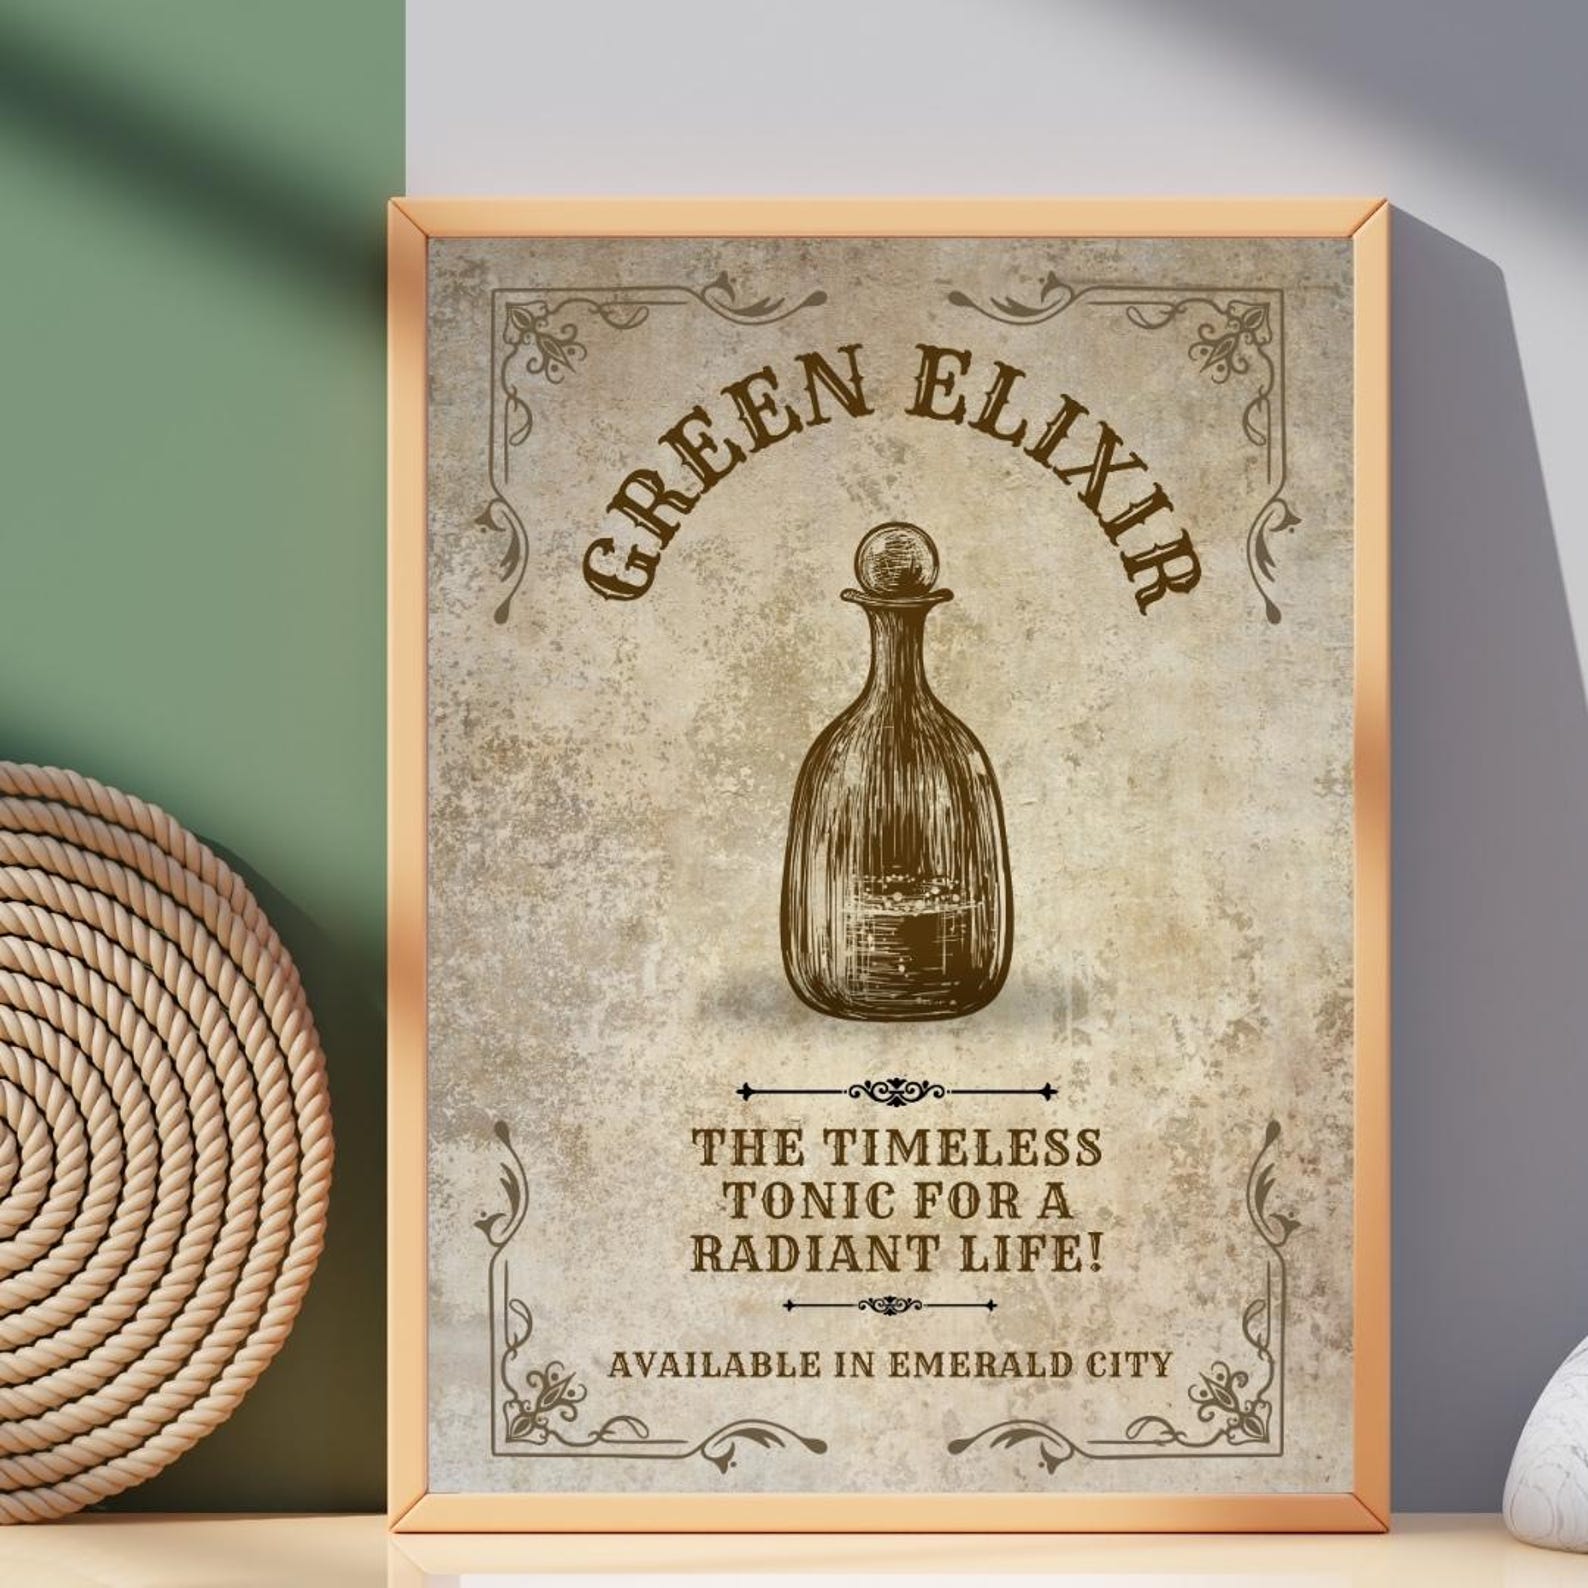 GREEN ELIXIR
THE TIMELESS
TONIC FOR A
RADIANT LIFE!
AVAILABLE IN EMERALD CITY